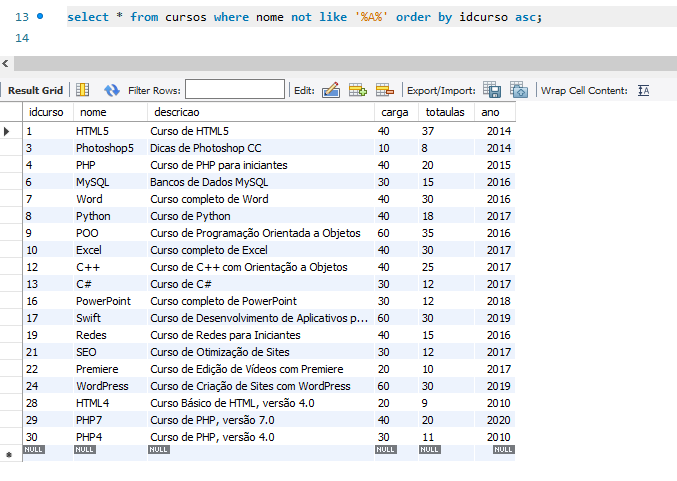 13 select * from cursos where nome not like '%A%' order by idcurso asc;
14
Result Grid Filter Rows: Edit: Export/Import: Wrap Cell Content: IA
idcurso nome descricao carga totaulas ano
1 HTML5 Curso de HTML5 40 37 2014
3 Photoshop5 Dicas de Photoshop CC 10 8 2014
4 PHP Curso de PHP para iniciantes 40 20 2015
6 MySQL Bancos de Dados MySQL 30 15 2016
7 Word Curso completo de Word 40 30 2016
8 Python Curso de Python 40 18 2017
9 POO Curso de Programação Orientada a Objetos 60 35 2016
10 Excel Curso completo de Excel 40 30 2017
12 C++ Curso de C++ com Orientação a Objetos 40 25 2017
13 C# Curso de C# 30 12 2017
16 PowerPoint Curso completo de PowerPoint 30 12 2018
17 Swift Curso de Desenvolvimento de Aplicativos p... 60 30 2019
19 Redes Curso de Redes para Iniciantes 40 15 2016
21 SEO Curso de Otimização de Sites 30 12 2017
22 Premiere Curso de Edição de Vídeos com Premiere 20 10 2017
24 WordPress Curso de Criação de Sites com WordPress 60 30 2019
28 HTML4 Curso Básico de HTML, versão 4.0 20 9 2010
29 PHP7 Curso de PHP, versão 7.0 40 20 2020
30 PHP4 Curso de PHP, versão 4.0 30 11 2010
NULL NULL NULL NULL NULL NULL